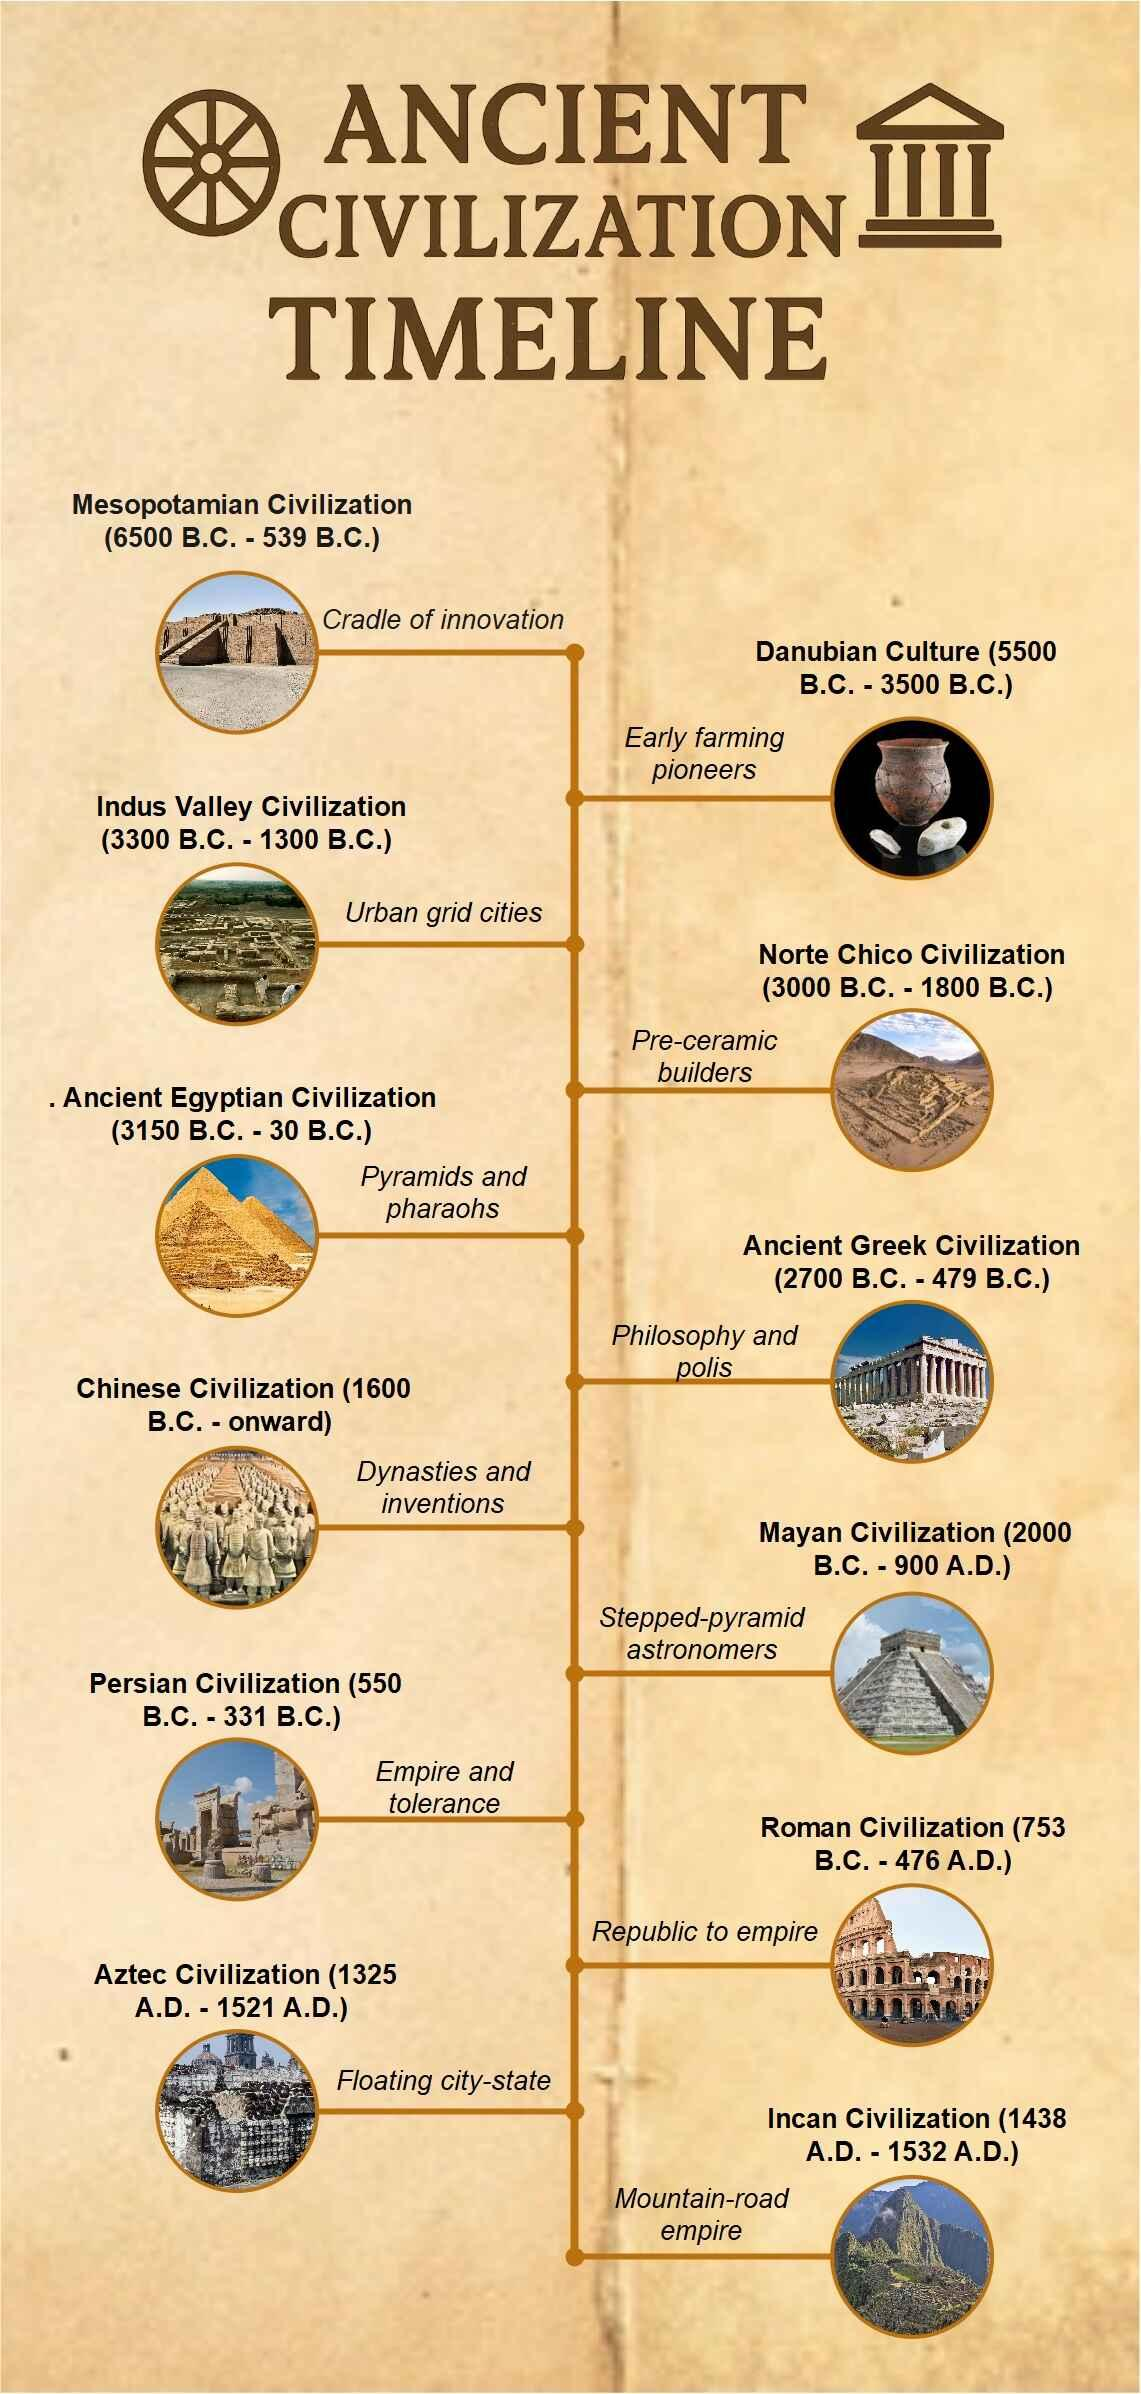 ANCIENT
CIVILIZATION
TIMELINE
Mesopotamian Civilization
(6500 B.C. - 539 B.C.)
Cradle of innovation
Danubian Culture (5500
B.C. - 3500 B.C.)
Early farming
pioneers
Indus Valley Civilization
(3300 B.C. - 1300 B.C.)
Urban grid cities
Norte Chico Civilization
(3000 B.C. - 1800 B.C.)
Pre-ceramic
builders
. Ancient Egyptian Civilization
(3150 B.C. - 30 B.C.)
Pyramids and
pharaohs
Ancient Greek Civilization
(2700 B.C. - 479 B.C.)
Philosophy and
polis
Chinese Civilization (1600
B.C. - onward)
Dynasties and
inventions
Mayan Civilization (2000
B.C. - 900 A.D.)
Stepped-pyramid
astronomers
Persian Civilization (550
B.C. - 331 B.C.)
Empire and
tolerance
Roman Civilization (753
B.C. - 476 A.D.)
Republic to empire
Aztec Civilization (1325
A.D. - 1521 A.D.)
Floating city-state
Incan Civilization (1438
A.D. - 1532 A.D.)
Mountain-road
empire